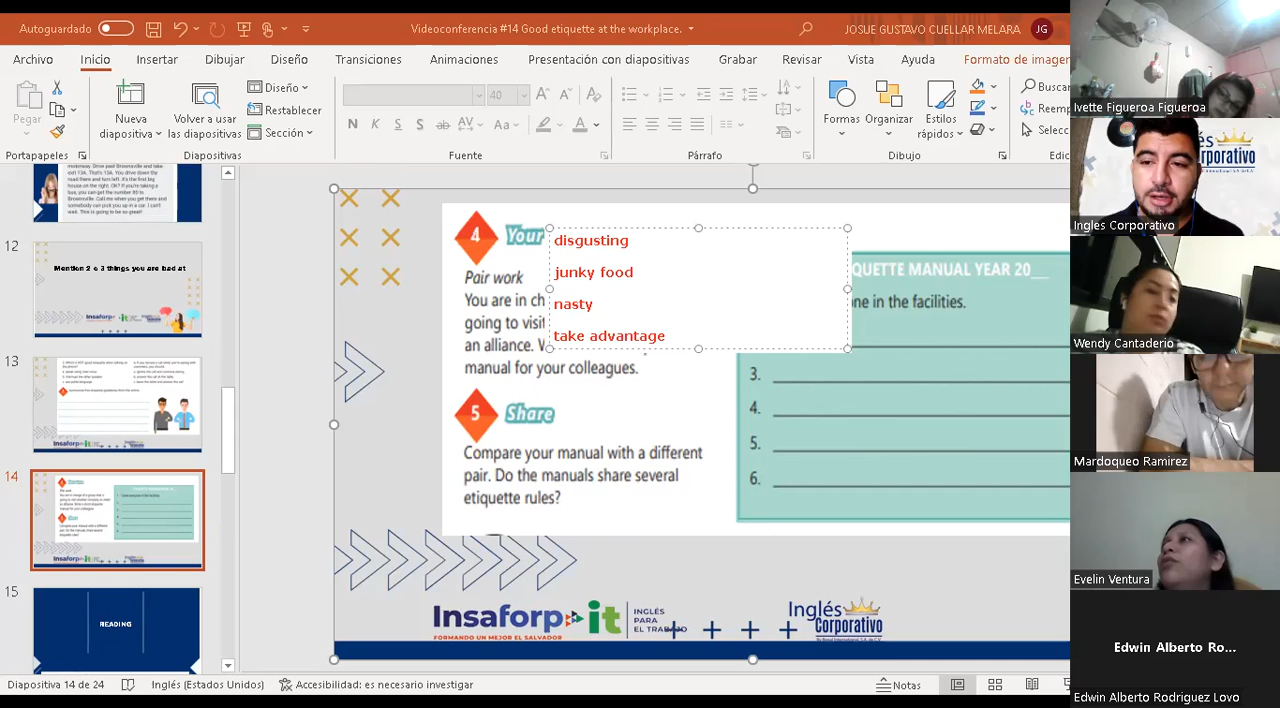 Autoguardado
Videoconferencia #14 Good etiquette at the workplace.
JOSUE GUSTAVO CUELLAR MELARA
JG
Archivo Inicio Insertar Dibujar Diseño Transiciones Animaciones Presentación con diapositivas Grabar Revisar Vista Ayuda Formato de imagen
Pegar
Nueva diapositiva
Volver a usar las diapositivas
Diseño
Restablecer
Sección
40
Formas Organizar Estilos rápidos
Portapapeles Diapositivas Fuente Párrafo Dibujo
12
Mention 2 o 3 things you are bad at
13
14
15
READING
4 Your
Pair work
You are in ch
going to visit
an alliance.
manual for your colleagues.
disgusting
junky food
nasty
take advantage
QUETTE MANUAL YEAR 20__
ne in the facilities.
3.
4.
5.
6.
5 Share
Compare your manual with a different
pair. Do the manuals share several
etiquette rules?
Insaforp it
INGLÉS
PARA
EL TRABAJO
FORMANDO UN MEJOR EL SALVADOR
Inglés
Corporativo
Diapositiva 14 de 24
Inglés (Estados Unidos)
Accesibilidad: es necesario investigar
Notas
Ivette Figueroa Figueroa
Ingles Corporativo
Wendy Cantaderio
Mardoqueo Ramirez
Evelin Ventura
Edwin Alberto Ro...
Edwin Alberto Rodriguez Lovo